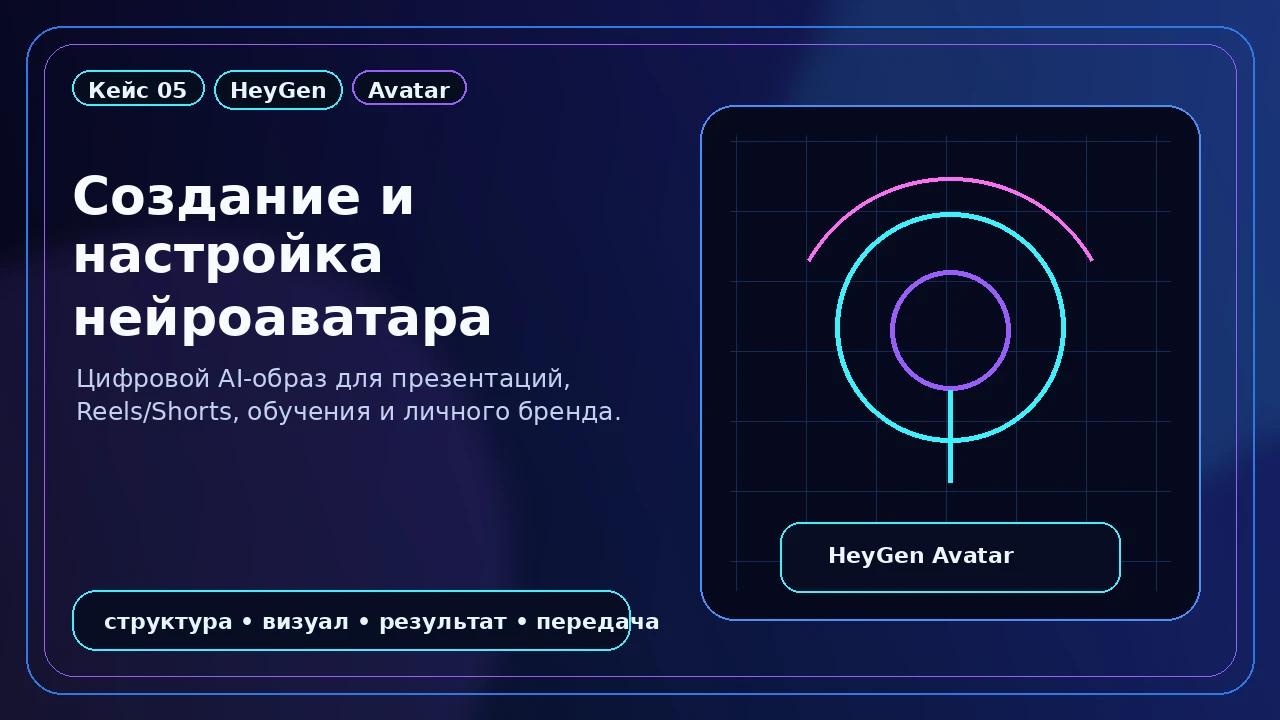 Кейс 05 HeyGen Avatar
Создание и
настройка
нейроаватара
Цифровой AI-образ для презентаций,
Reels/Shorts, обучения и личного бренда.
HeyGen Avatar
структура • визуал • результат • передача